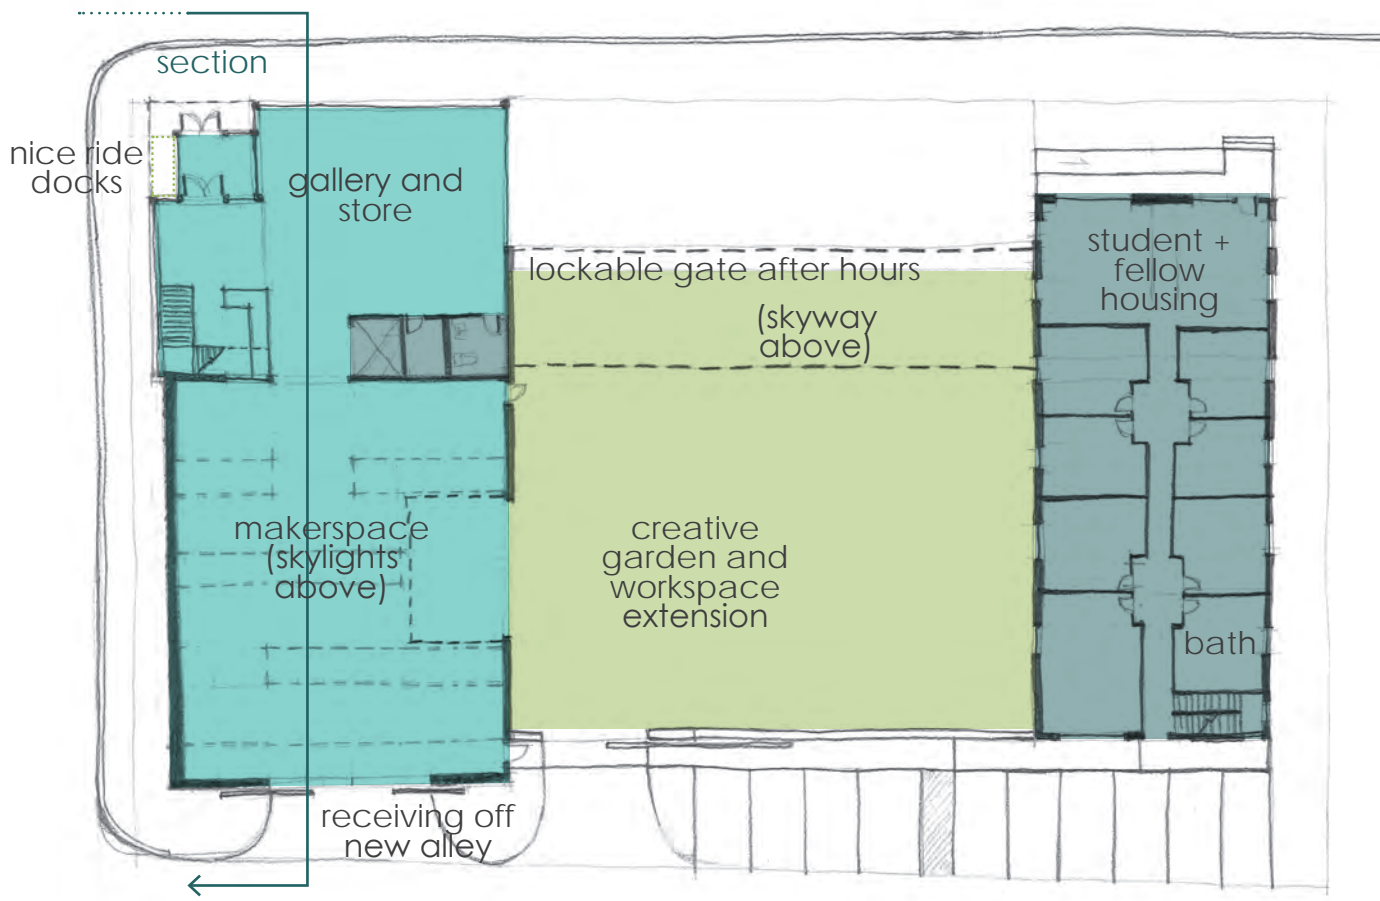 section
nice ride
docks
gallery and
store
lockable gate after hours
(skyway
above)
student +
fellow
housing
makerspace
(skylights
above)
creative
garden and
workspace
extension
bath
receiving off
new alley